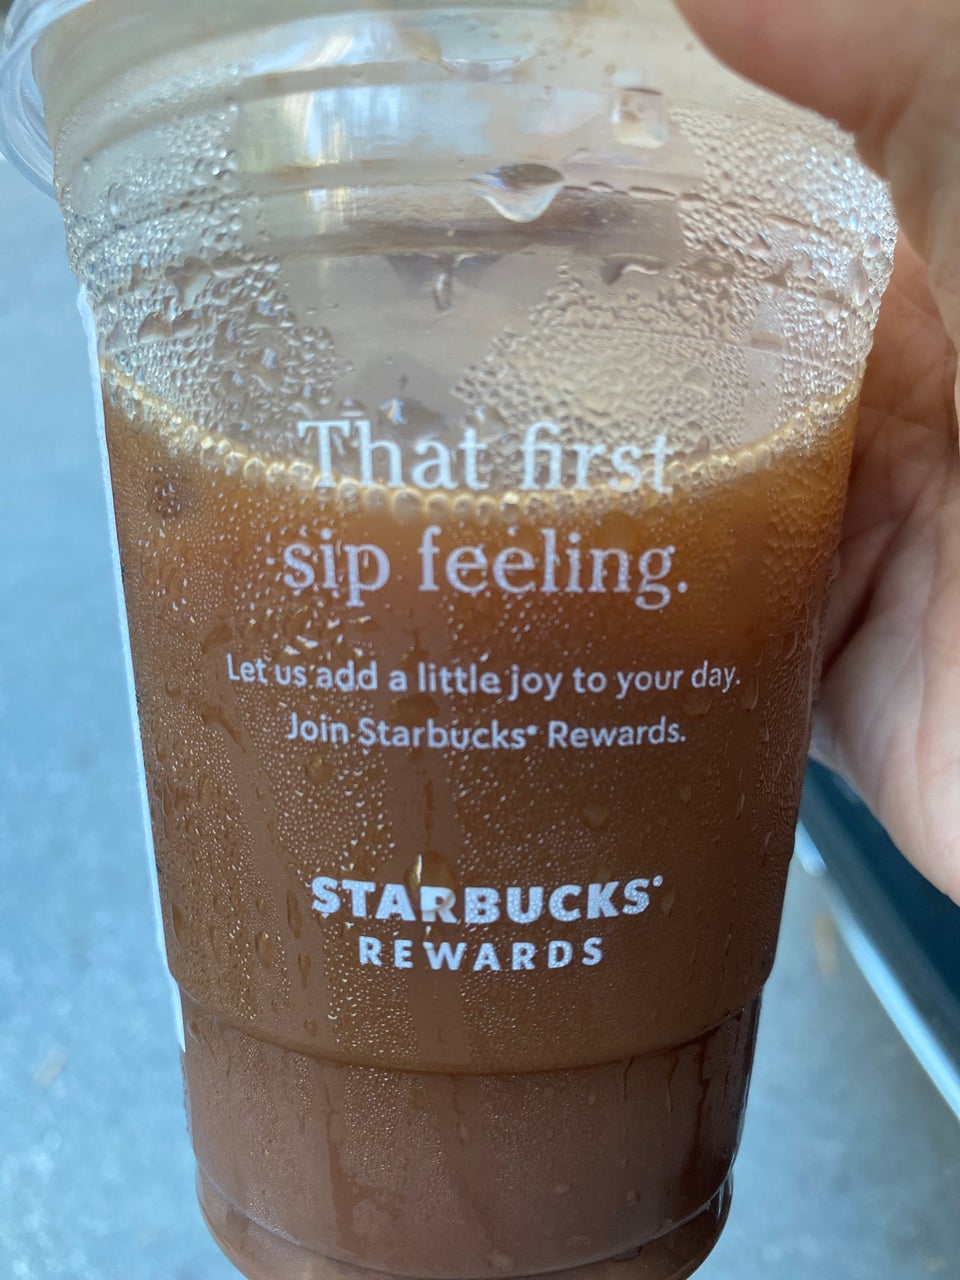 That first
sip feeling.
Let us add a little joy to your day.
Join Starbucks® Rewards.
STARBUCKS®
REWARDS